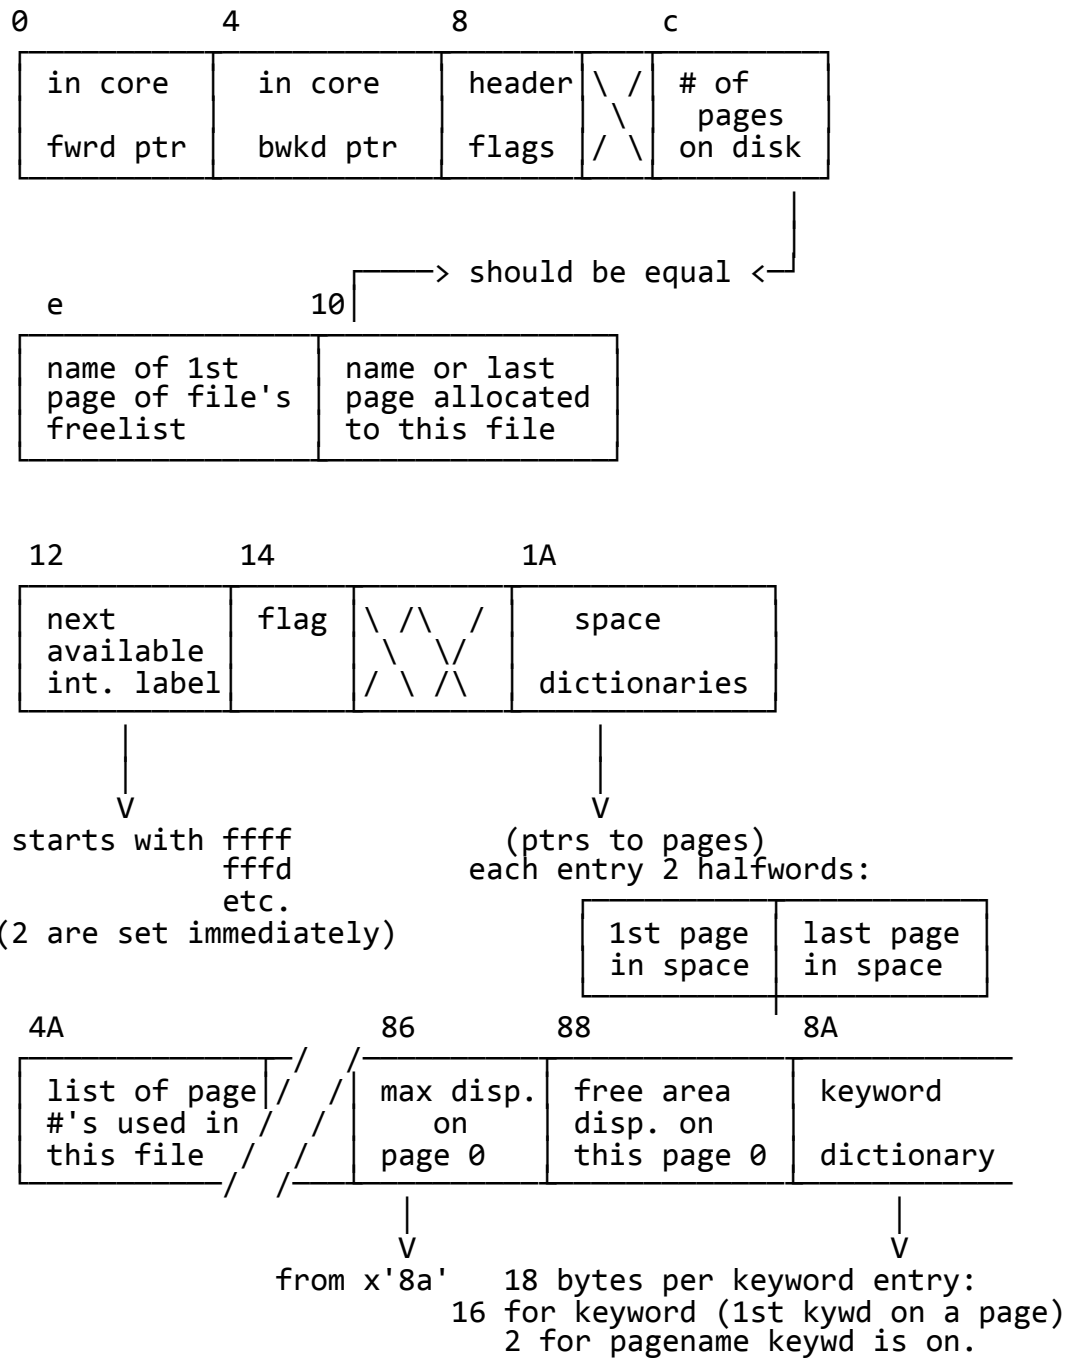 0 4 8 c
in core in core header # of
pages
fwrd ptr bwkd ptr flags on disk
> should be equal <
e 10
name of 1st name or last
page of file's page allocated
freelist to this file
12 14 1A
next flag space
available
int. label dictionaries
V V
starts with ffff (ptrs to pages)
fffd each entry 2 halfwords:
etc.
(2 are set immediately) 1st page last page
in space in space
4A 86 88 8A
list of page max disp. free area keyword
#'s used in on disp. on
this file page 0 this page 0 dictionary
V V
from x'8a' 18 bytes per keyword entry:
16 for keyword (1st kywd on a page)
2 for pagename keywd is on.